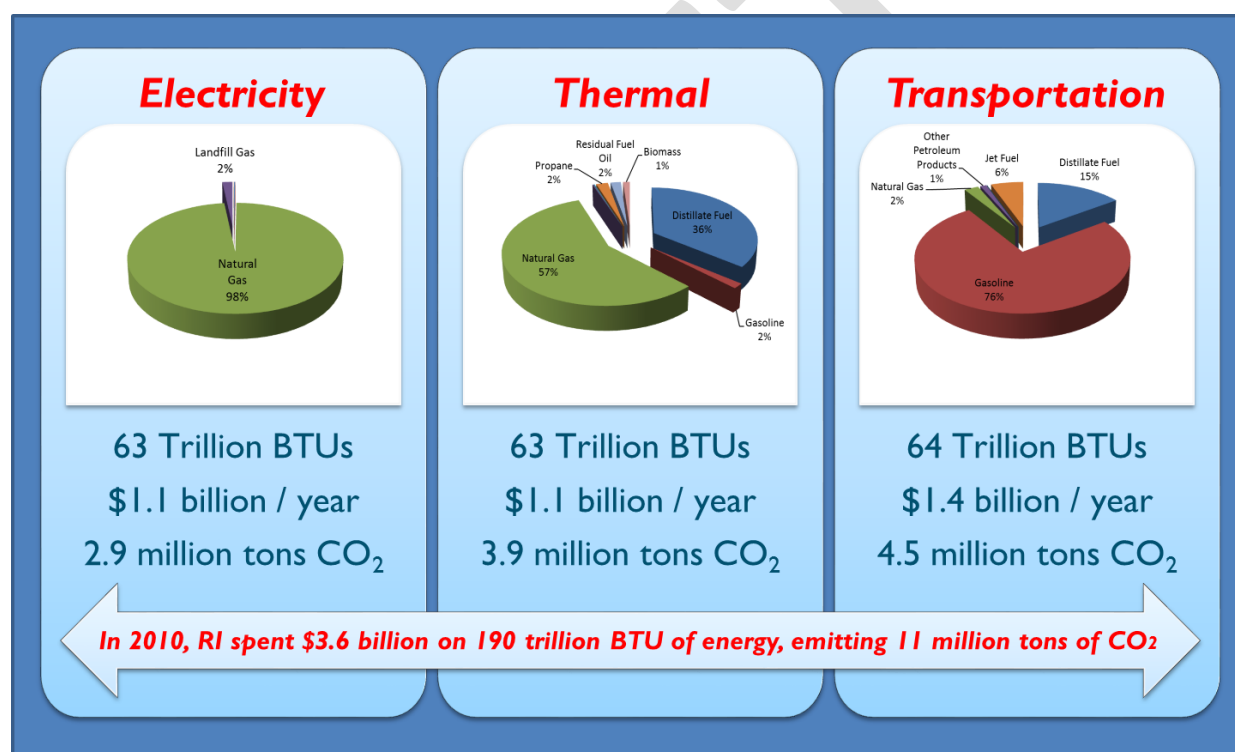 Electricity
Landfill Gas
2%
Natural
Gas
98%
63 Trillion BTUs
$1.1 billion / year
2.9 million tons CO₂
Thermal
Residual Fuel
Oil
2%
Biomass
1%
Propane
2%
Distillate Fuel
36%
Natural Gas
57%
Gasoline
2%
63 Trillion BTUs
$1.1 billion / year
3.9 million tons CO₂
Transportation
Other
Petroleum
Products
1%
Jet Fuel
6%
Distillate Fuel
15%
Natural Gas
2%
Gasoline
76%
64 Trillion BTUs
$1.4 billion / year
4.5 million tons CO₂
In 2010, RI spent $3.6 billion on 190 trillion BTU of energy, emitting 11 million tons of CO₂